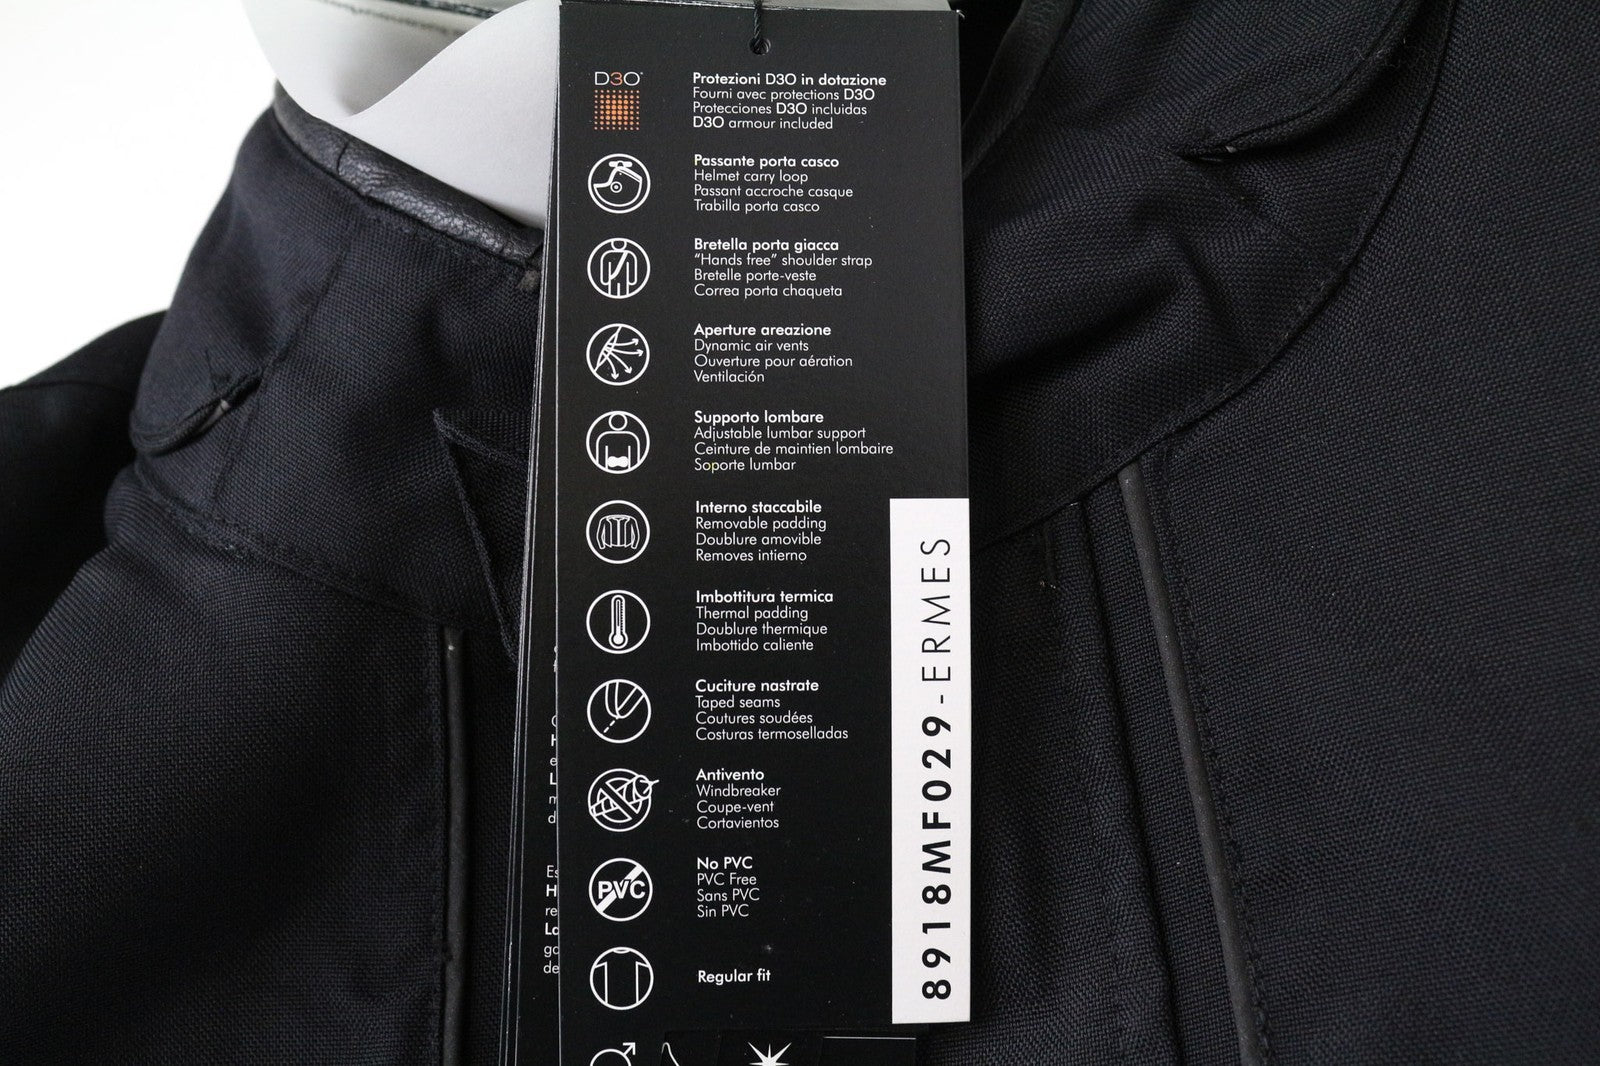 D3O
Protezioni D3O in dotazione
Fourni avec protections D3O
Protecciones D3O incluidas
D3O armour included
Passante porta casco
Helmet carry loop
Passant accroche casque
Trabilla porta casco
Bretella porta giacca
"Hands free" shoulder strap
Bretelle porte-veste
Correa porta chaqueta
Aperture areazione
Dynamic air vents
Ouverture pour aération
Ventilación
Supporto lombare
Adjustable lumbar support
Ceinture de maintien lombaire
Soporte lumbar
Interno staccabile
Removable padding
Doublure amovible
Removes intierno
Imbottitura termica
Thermal padding
Doublure thermique
Imbottido caliente
Cuciture nastrate
Taped seams
Coutures soudées
Costuras termoselladas
Antivento
Windbreaker
Coupe-vent
Cortavientos
PVC
No PVC
PVC Free
Sans PVC
Sin PVC
Regular fit
8918MF029-ERMES